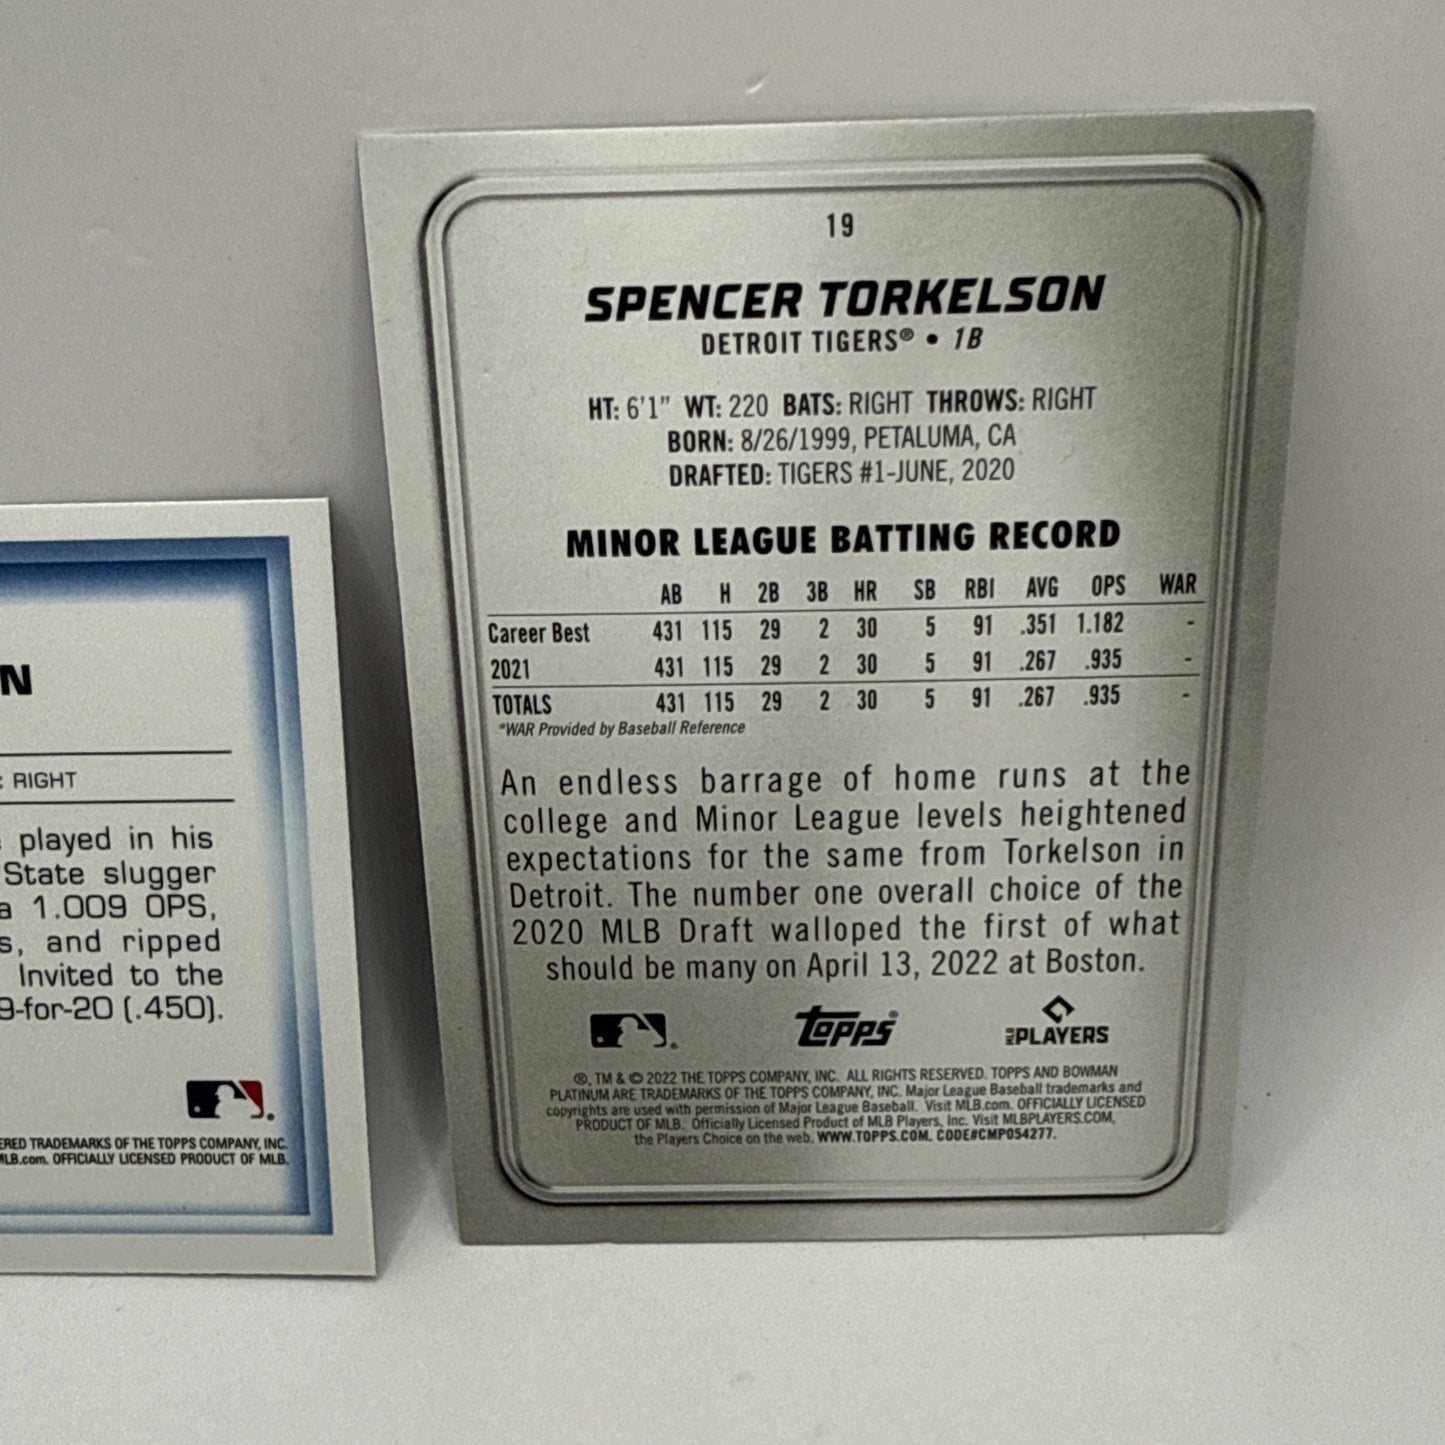 19
SPENCER TORKELSON
DETROIT TIGERS® • 1B
HT: 6'1" WT: 220 BATS: RIGHT THROWS: RIGHT
BORN: 8/26/1999, PETALUMA, CA
DRAFTED: TIGERS #1-JUNE, 2020
MINOR LEAGUE BATTING RECORD
AB H 2B 3B HR SB RBI AVG OPS WAR
Career Best 431 115 29 2 30 5 91 .351 1.182 -
2021 431 115 29 2 30 5 91 .267 .935 -
TOTALS 431 115 29 2 30 5 91 .267 .935 -
*WAR Provided by Baseball Reference
An endless barrage of home runs at the
college and Minor League levels heightened
expectations for the same from Torkelson in
Detroit. The number one overall choice of the
2020 MLB Draft walloped the first of what
should be many on April 13, 2022 at Boston.
Topps®
MLB PLAYERS
®, TM & © 2022 THE TOPPS COMPANY, INC. ALL RIGHTS RESERVED. TOPPS AND BOWMAN
PLATINUM ARE TRADEMARKS OF THE TOPPS COMPANY, INC. Major League Baseball trademarks and
copyrights are used with permission of Major League Baseball. Visit MLB.com. OFFICIALLY LICENSED
PRODUCT OF MLB. Officially Licensed Product of MLB Players, Inc. Visit MLBPLAYERS.COM,
the Players Choice on the web. WWW.TOPPS.COM. CODE#CMP054277.
N
: RIGHT
played in his
State slugger
a 1.009 OPS,
s, and ripped
Invited to the
9-for-20 (.450).
ERED TRADEMARKS OF THE TOPPS COMPANY, INC.
MLB.com. OFFICIALLY LICENSED PRODUCT OF MLB.